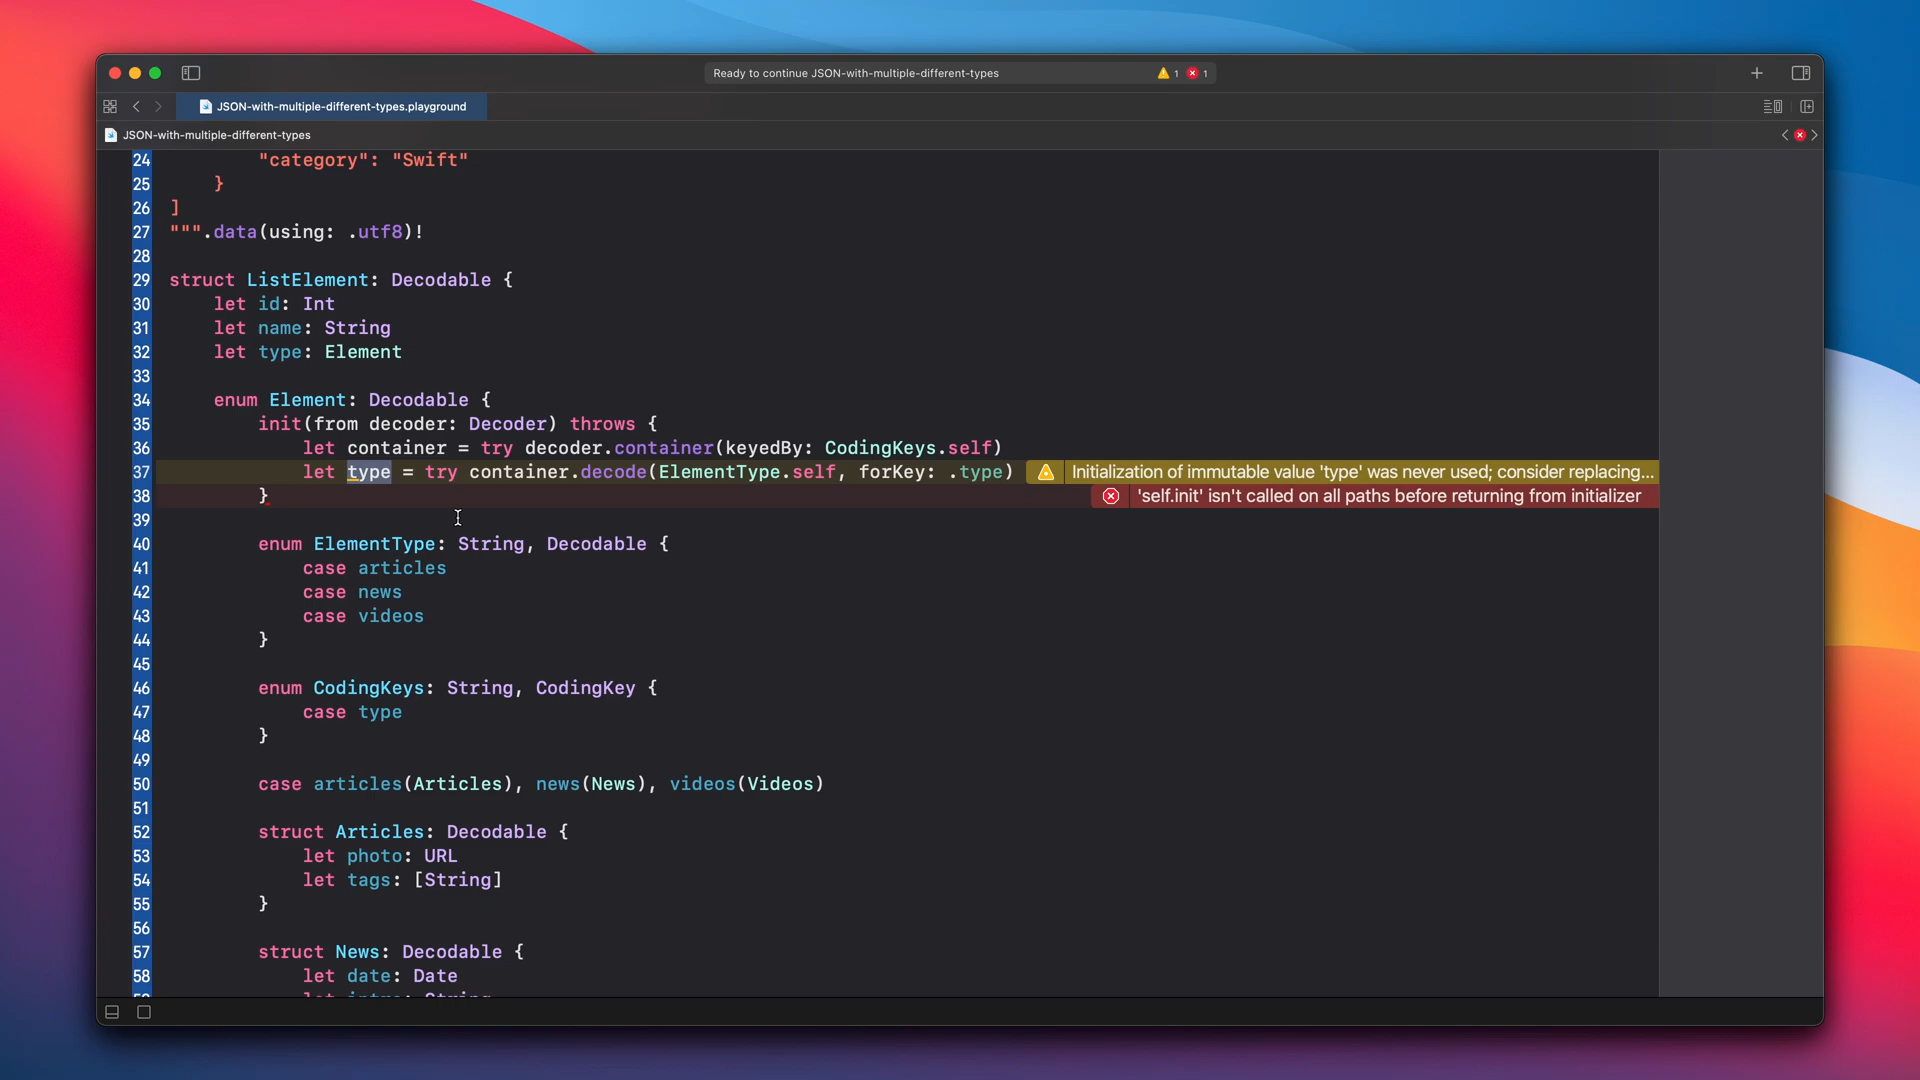 Ready to continue JSON-with-multiple-different-types
1
1
JSON-with-multiple-different-types.playground
JSON-with-multiple-different-types
24 "category": "Swift"
25 }
26 ]
27 """.data(using: .utf8)!
28
29 struct ListElement: Decodable {
30 let id: Int
31 let name: String
32 let type: Element
33
34 enum Element: Decodable {
35 init(from decoder: Decoder) throws {
36 let container = try decoder.container(keyedBy: CodingKeys.self)
37 let type = try container.decode(ElementType.self, forKey: .type) Initialization of immutable value 'type' was never used; consider replacing...
38 } 'self.init' isn't called on all paths before returning from initializer
39
40 enum ElementType: String, Decodable {
41 case articles
42 case news
43 case videos
44 }
45
46 enum CodingKeys: String, CodingKey {
47 case type
48 }
49
50 case articles(Articles), news(News), videos(Videos)
51
52 struct Articles: Decodable {
53 let photo: URL
54 let tags: [String]
55 }
56
57 struct News: Decodable {
58 let date: Date